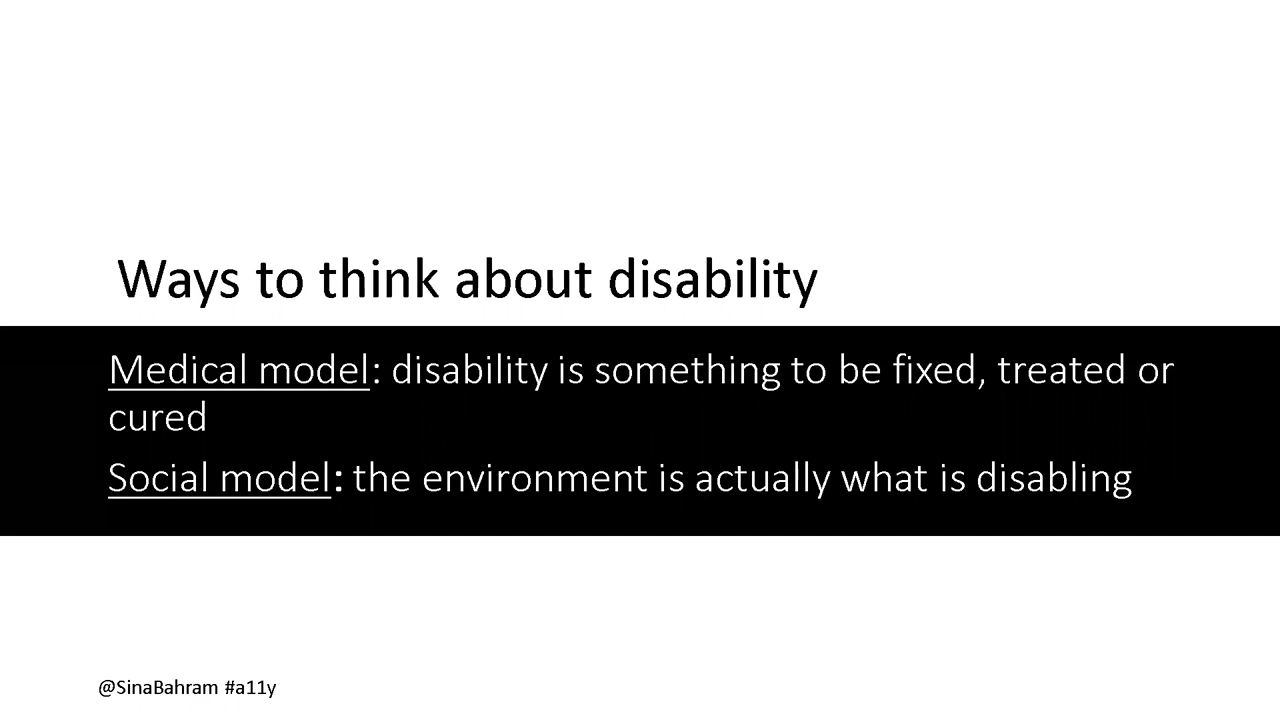 Ways to think about disability
Medical model: disability is something to be fixed, treated or
cured
Social model: the environment is actually what is disabling
@SinaBahram #a11y